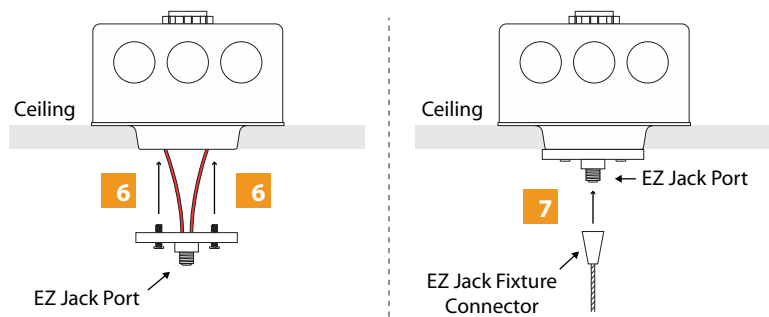 Ceiling
6
6
EZ Jack Port
Ceiling
EZ Jack Port
7
EZ Jack Fixture
Connector